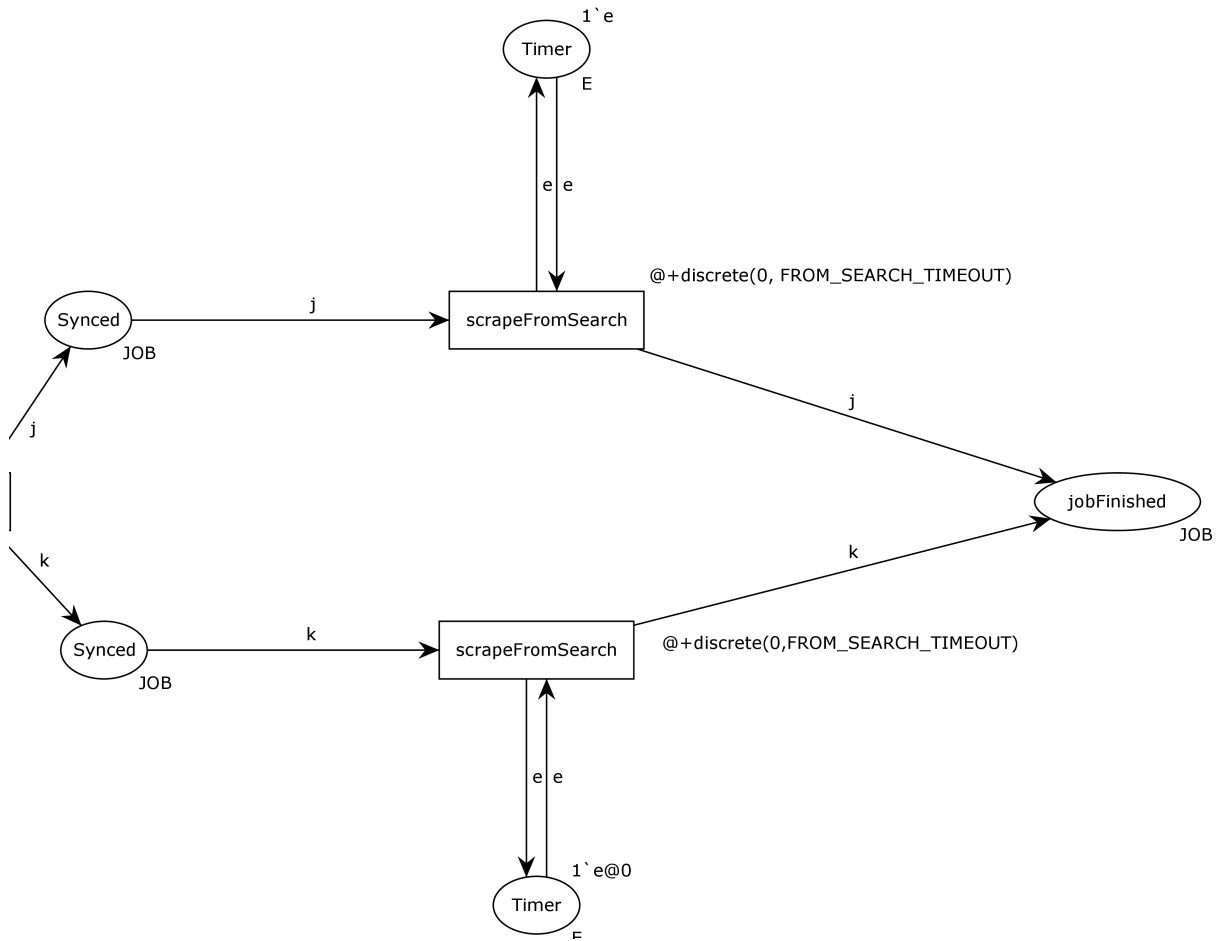 1`e
Timer
E
e
e
@+discrete(0, FROM_SEARCH_TIMEOUT)
j
Synced
scrapeFromSearch
JOB
j
j
jobFinished
JOB
k
k
k
Synced
scrapeFromSearch
@+discrete(0,FROM_SEARCH_TIMEOUT)
JOB
e
e
1`e@0
Timer
E